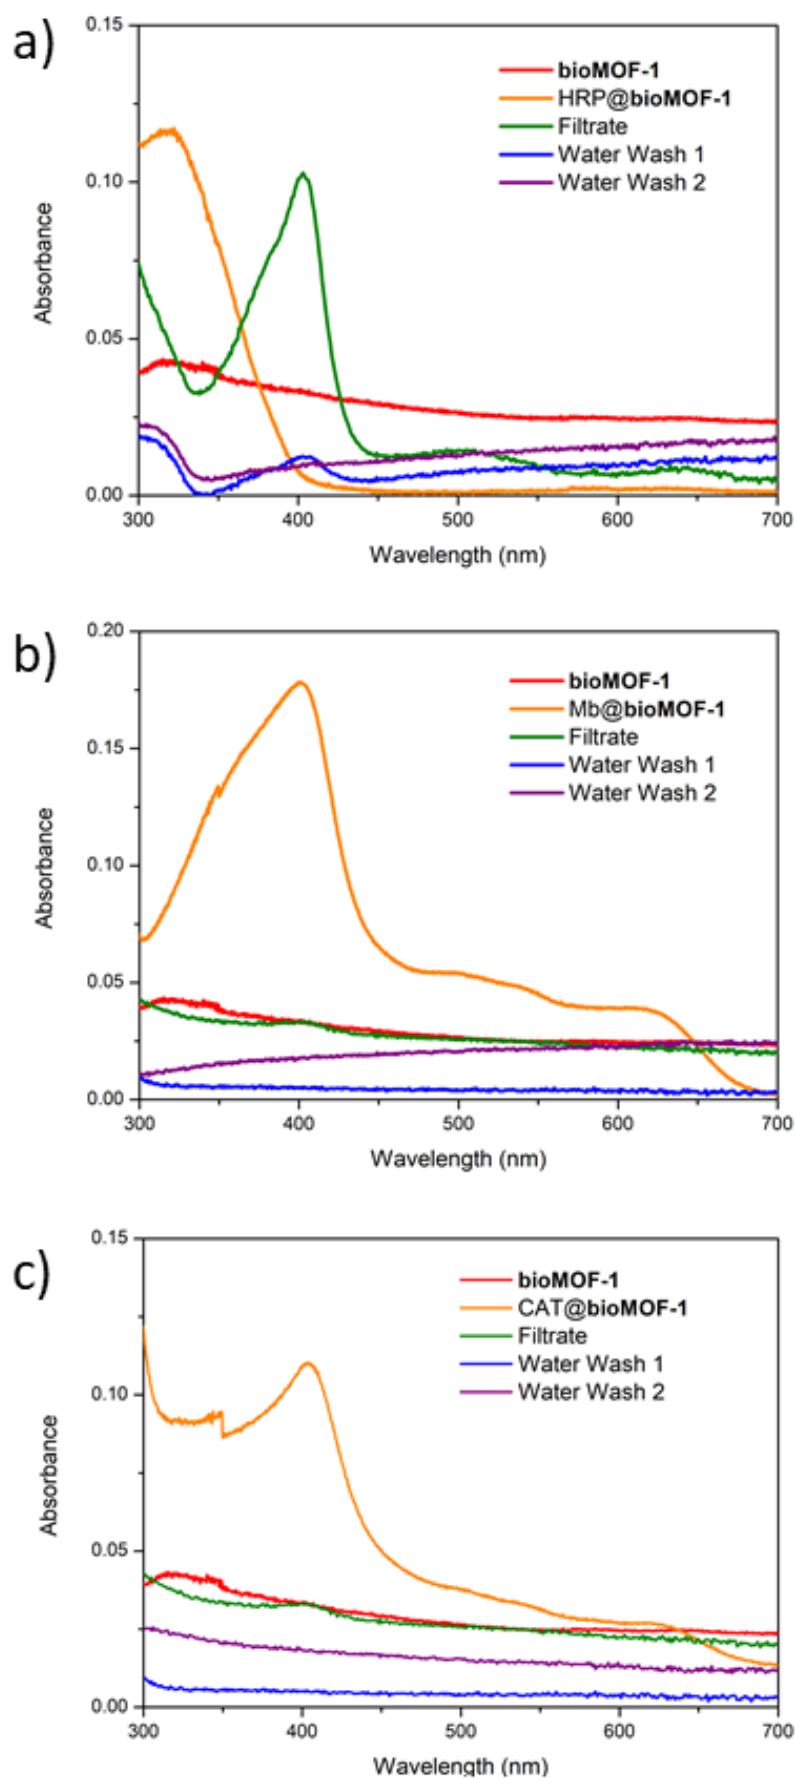 a)
0.15
0.10
0.05
0.00
Absorbance
bioMOF-1
HRP@bioMOF-1
Filtrate
Water Wash 1
Water Wash 2
300 400 500 600 700
Wavelength (nm)
b)
0.20
0.15
0.10
0.05
0.00
Absorbance
bioMOF-1
Mb@bioMOF-1
Filtrate
Water Wash 1
Water Wash 2
300 400 500 600 700
Wavelength (nm)
c)
0.15
0.10
0.05
0.00
Absorbance
bioMOF-1
CAT@bioMOF-1
Filtrate
Water Wash 1
Water Wash 2
300 400 500 600 700
Wavelength (nm)